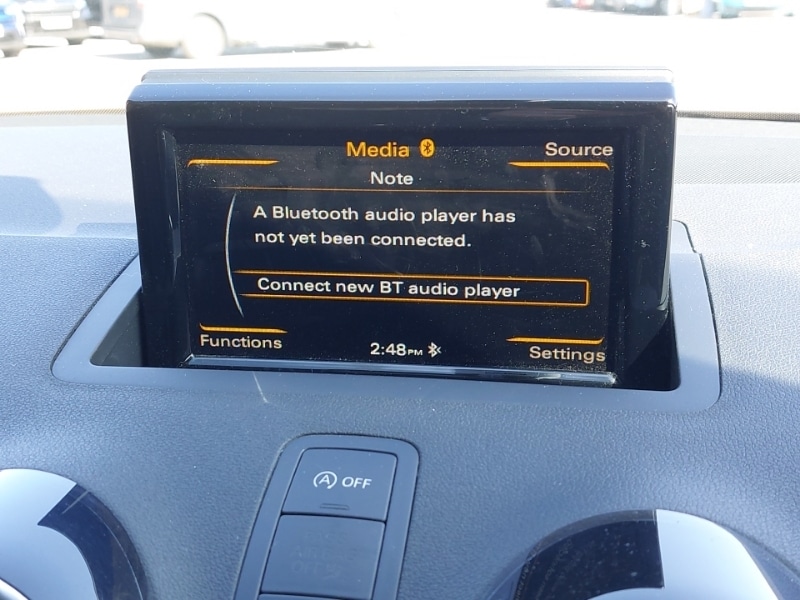 Media
Source
Note
A Bluetooth audio player has
not yet been connected.
Connect new BT audio player
Functions
2:48PM
Settings
A OFF